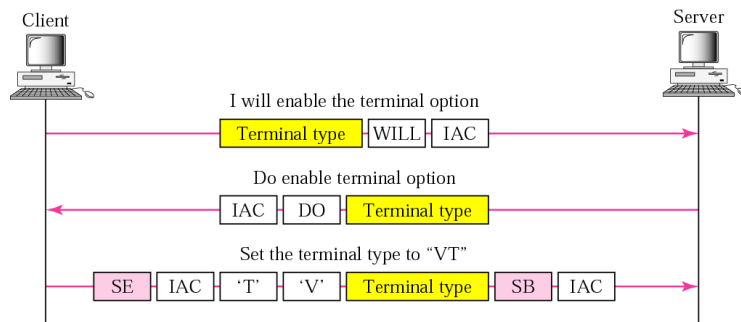 Client
Server
I will enable the terminal option
Terminal type WILL IAC
Do enable terminal option
IAC DO Terminal type
Set the terminal type to “VT”
SE IAC ‘T’ ‘V’ Terminal type SB IAC